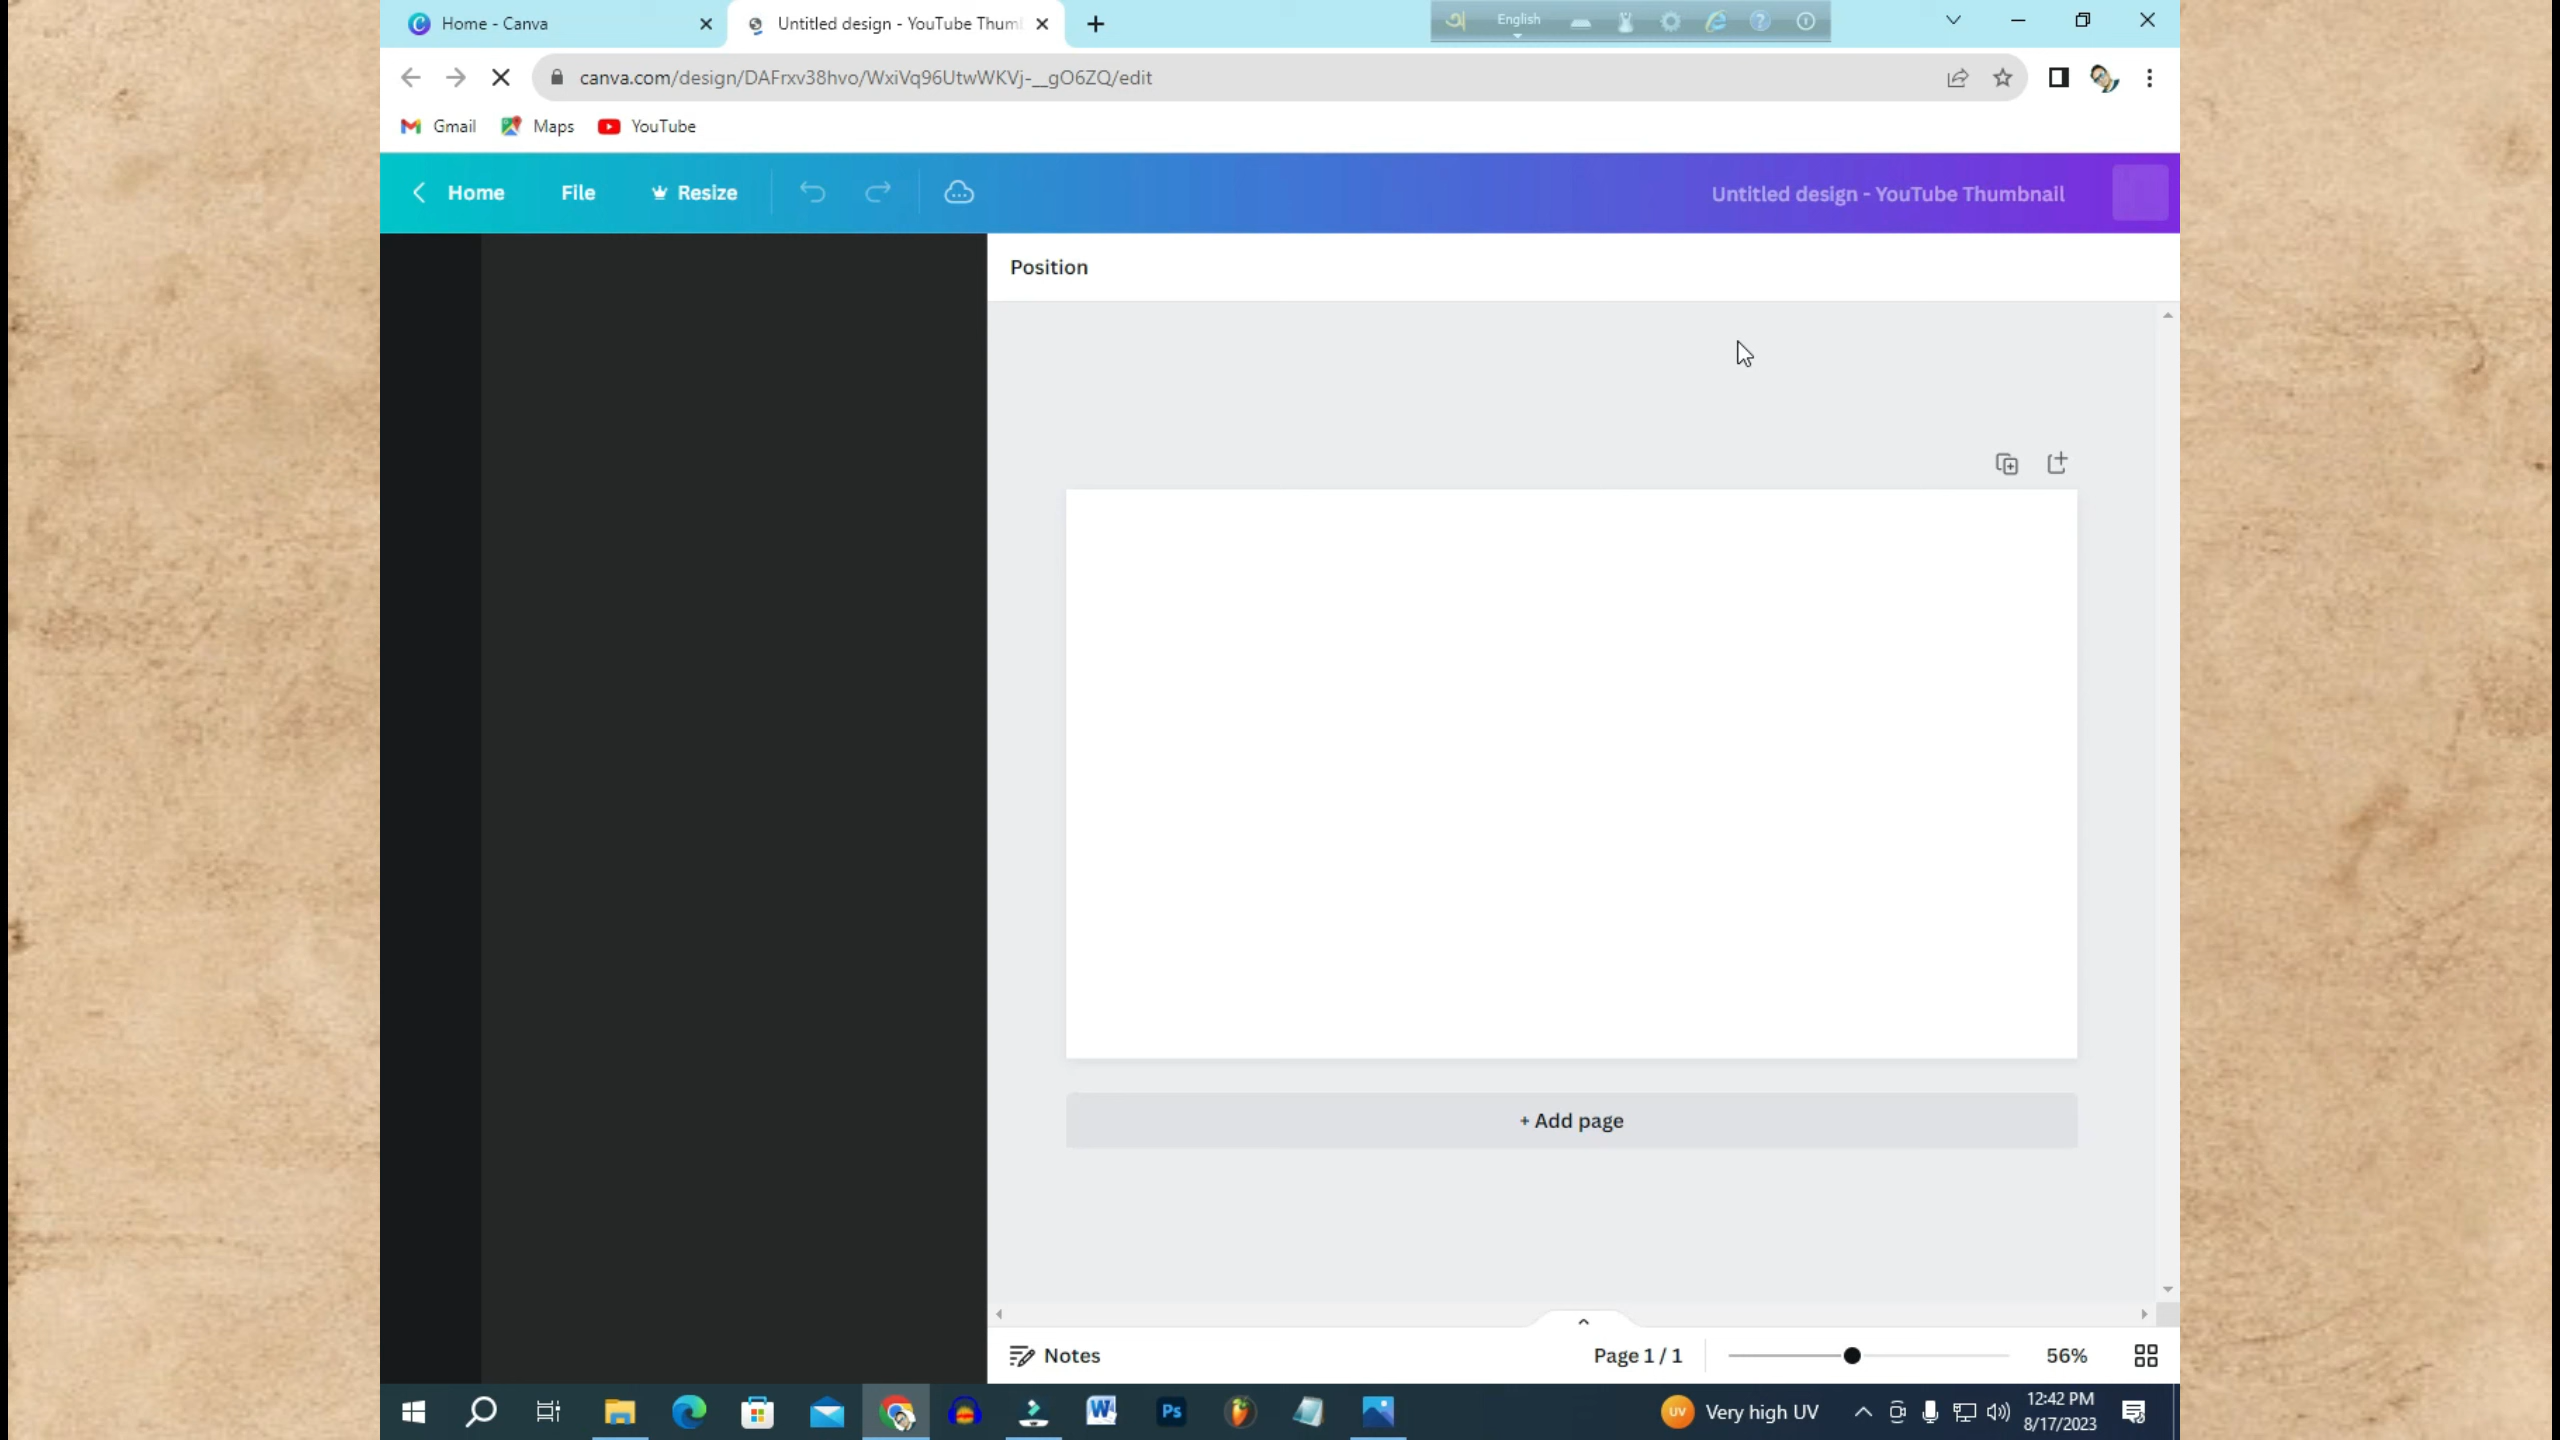 Home - Canva
Untitled design - YouTube Thum
অ English
canva.com/design/DAFrxv38hvo/WxiVq96UtwWKVj-__gO6ZQ/edit
Gmail Maps YouTube
Home File Resize
Untitled design - YouTube Thumbnail
Position
+ Add page
Notes Page 1 / 1 56%
UV Very high UV 12:42 PM
8/17/2023